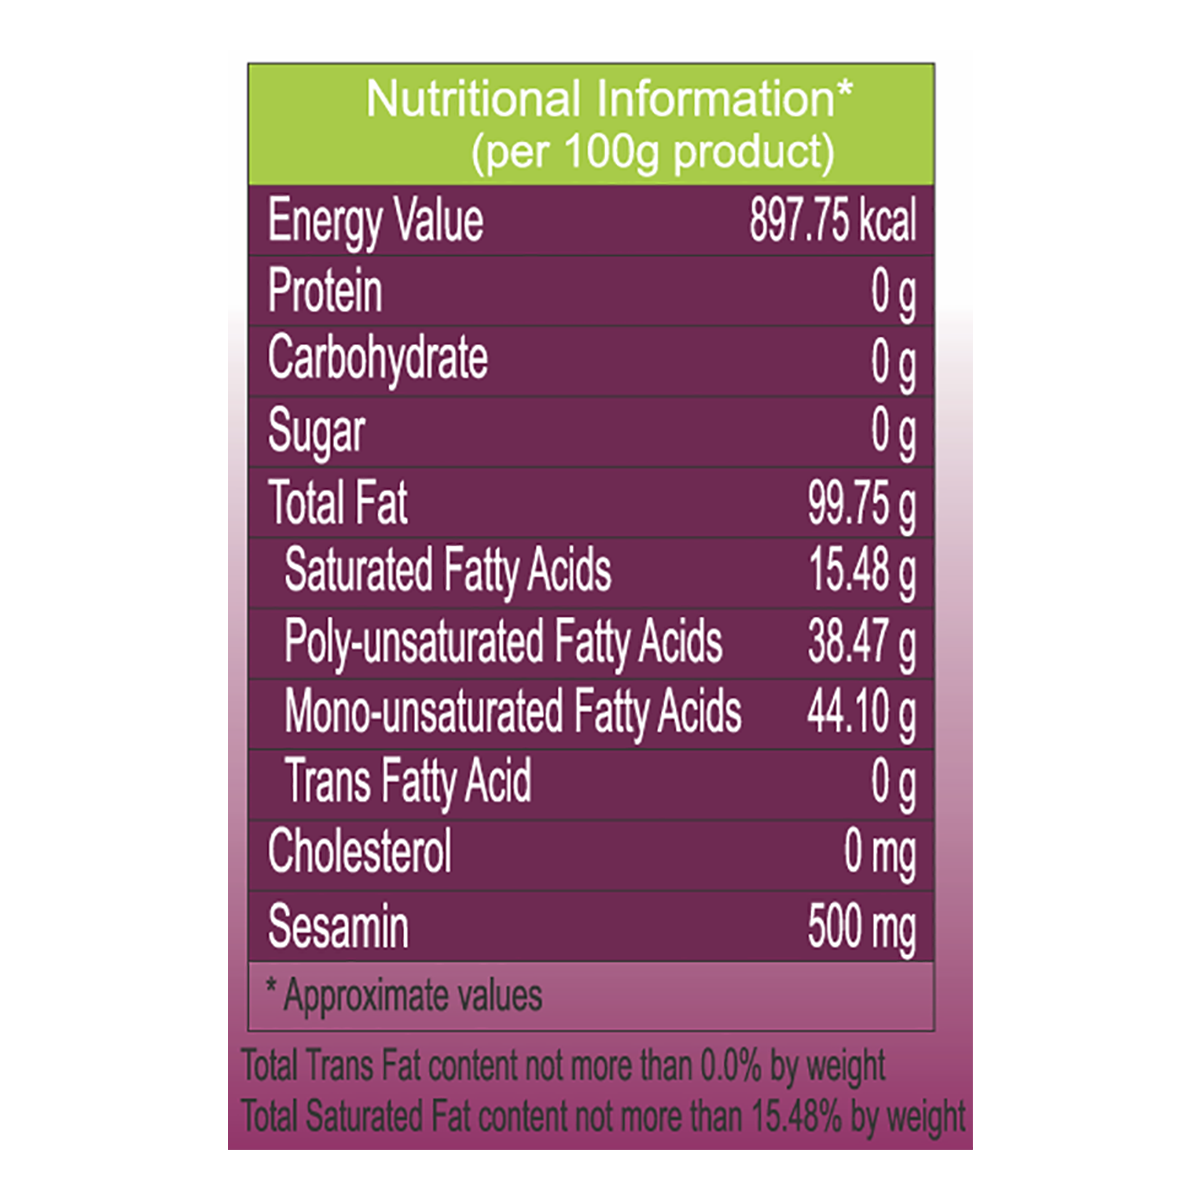 Nutritional Information*
(per 100g product)
Energy Value 897.75 kcal
Protein 0 g
Carbohydrate 0 g
Sugar 0 g
Total Fat 99.75 g
Saturated Fatty Acids 15.48 g
Poly-unsaturated Fatty Acids 38.47 g
Mono-unsaturated Fatty Acids 44.10 g
Trans Fatty Acid 0 g
Cholesterol 0 mg
Sesamin 500 mg
* Approximate values
Total Trans Fat content not more than 0.0% by weight
Total Saturated Fat content not more than 15.48% by weight